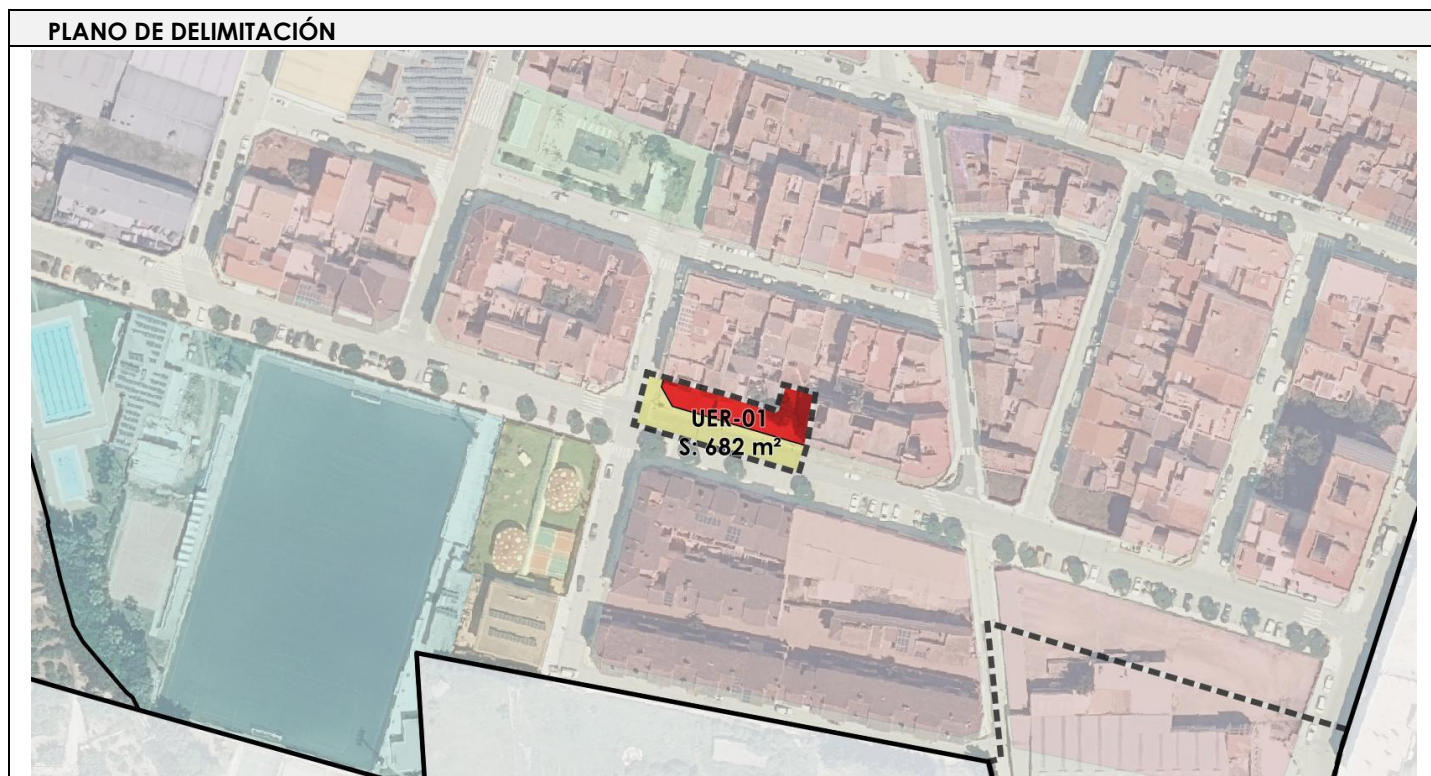 PLANO DE DELIMITACIÓN
UER-01
S: 682 m²